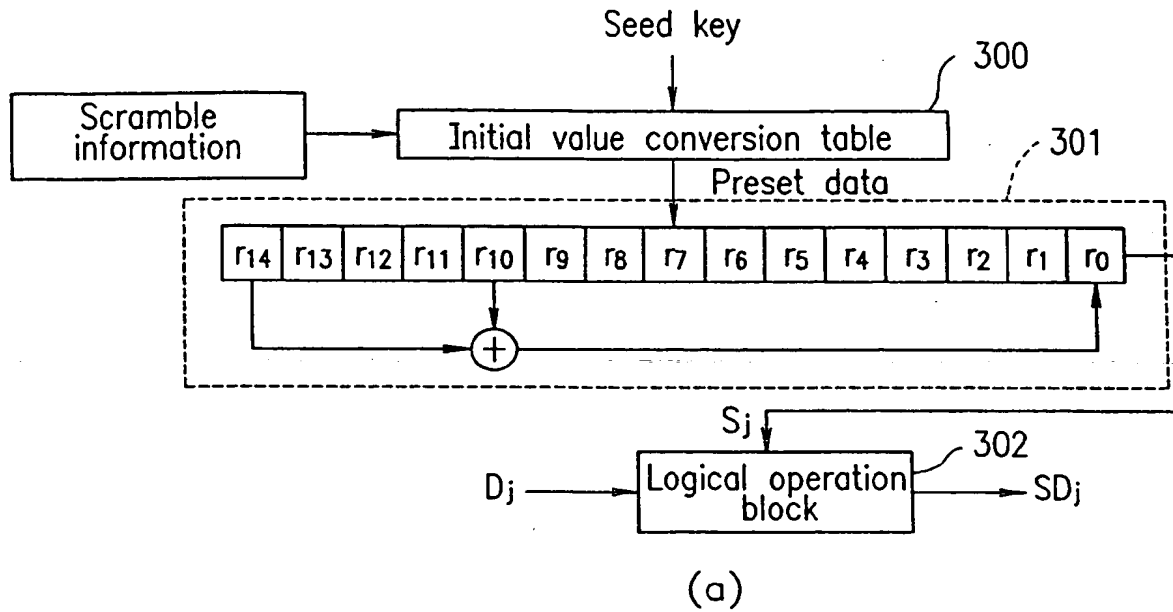 Seed key
300
Scramble
information
Initial value conversion table
301
Preset data
r14 r13 r12 r11 r10 r9 r8 r7 r6 r5 r4 r3 r2 r1 r0
+
Sj
302
Dj
Logical operation
block
SDj
(a)